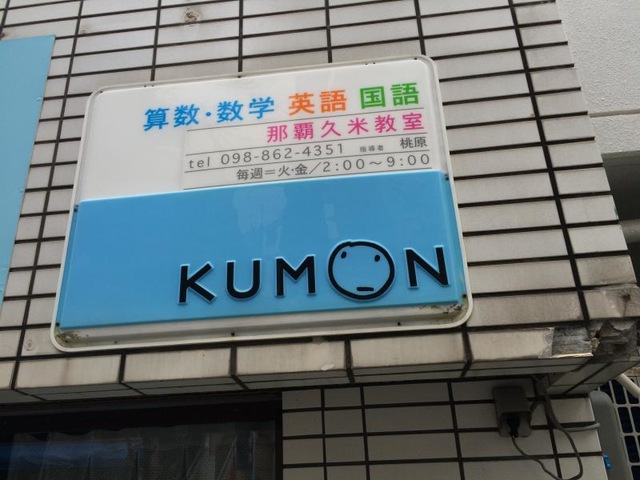 算数・数学 英語 国語
那覇久米教室
tel 098-862-4351 指導者 桃原
毎週＝火・金／2:00〜9:00
KUMON